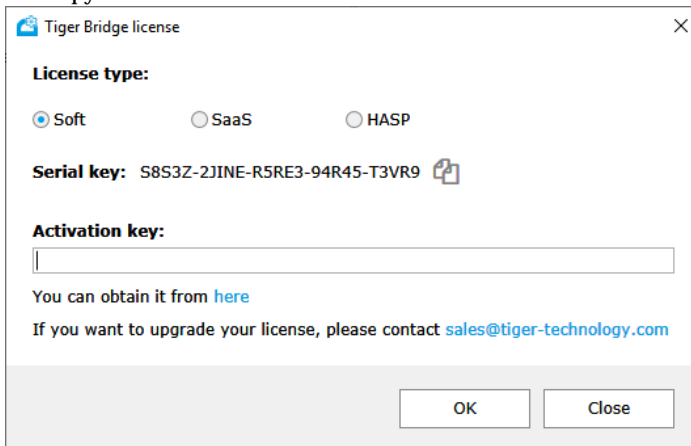 Tiger Bridge license
License type:
Soft SaaS HASP
Serial key: S8S3Z-2JINE-R5RE3-94R45-T3VR9
Activation key:
You can obtain it from here
If you want to upgrade your license, please contact sales@tiger-technology.com
OK Close